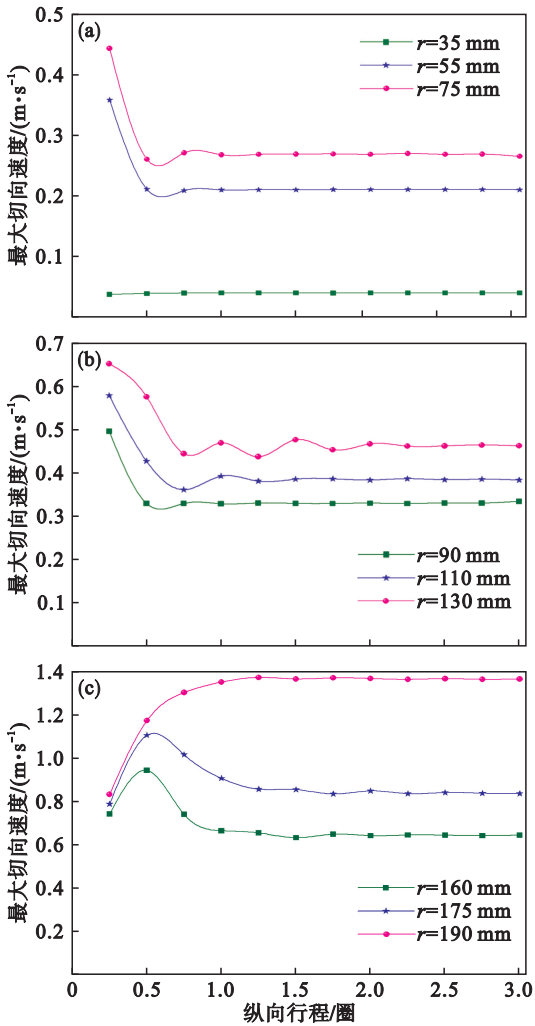 (a)
0.5
0.4
0.3
0.2
0.1
最大切向速度/(m·s⁻¹)
r=35 mm
r=55 mm
r=75 mm
(b)
0.7
0.6
0.5
0.4
0.3
0.2
0.1
最大切向速度/(m·s⁻¹)
r=90 mm
r=110 mm
r=130 mm
(c)
1.4
1.2
1.0
0.8
0.6
0.4
0.2
最大切向速度/(m·s⁻¹)
r=160 mm
r=175 mm
r=190 mm
0 0.5 1.0 1.5 2.0 2.5 3.0
纵向行程/圈